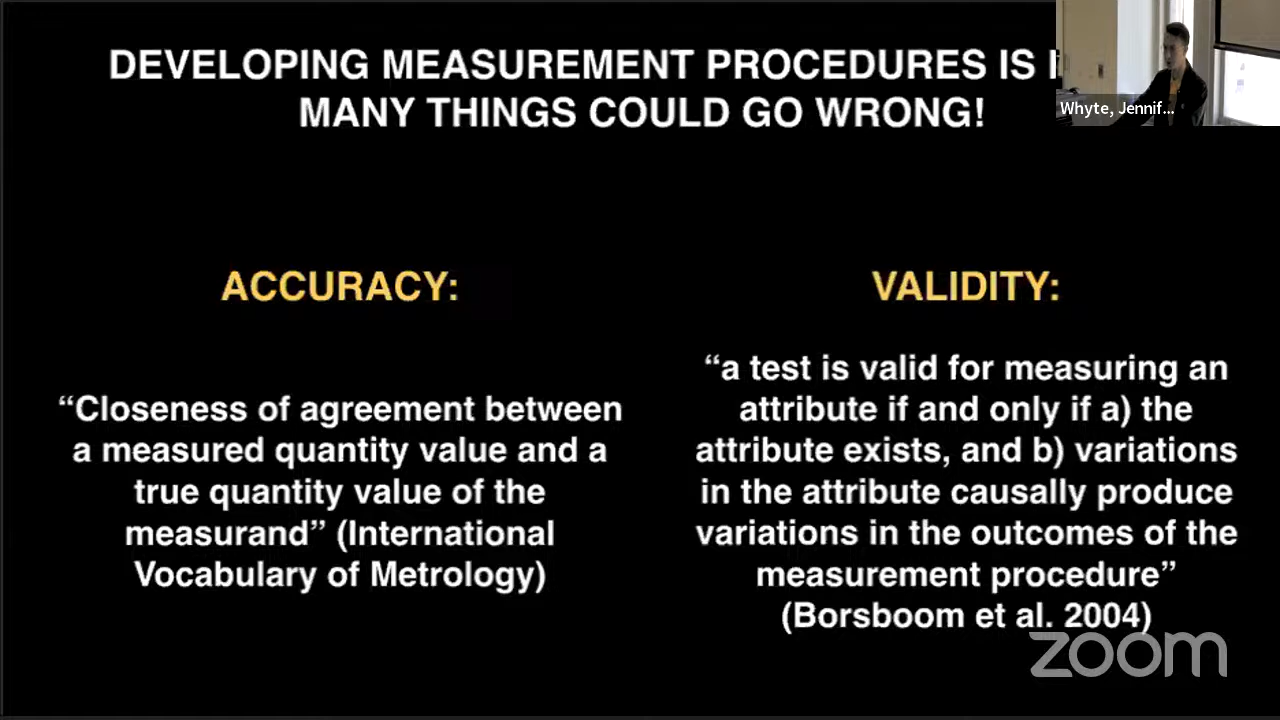 DEVELOPING MEASUREMENT PROCEDURES IS
MANY THINGS COULD GO WRONG!
Whyte, Jennif...
ACCURACY:
“Closeness of agreement between
a measured quantity value and a
true quantity value of the
measurand” (International
Vocabulary of Metrology)
VALIDITY:
“a test is valid for measuring an
attribute if and only if a) the
attribute exists, and b) variations
in the attribute causally produce
variations in the outcomes of the
measurement procedure”
(Borsboom et al. 2004)
zoom